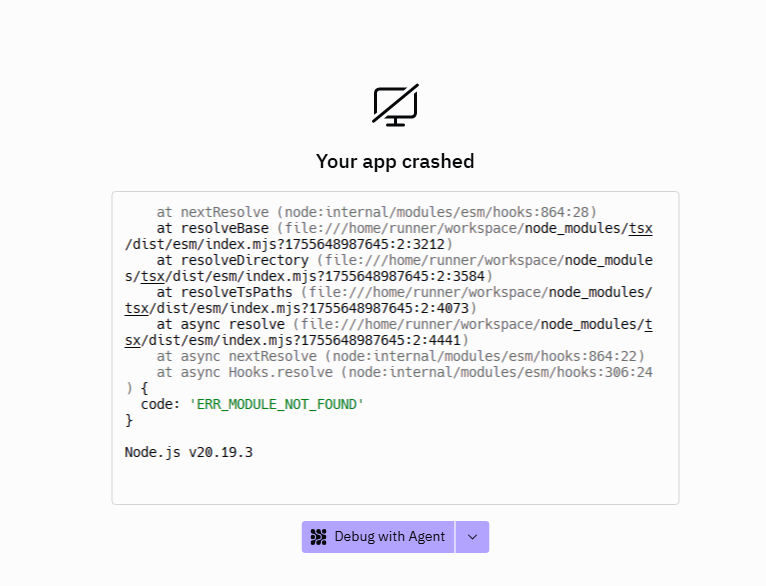 Your app crashed
    at nextResolve (node:internal/modules/esm/hooks:864:28)
    at resolveBase (file:///home/runner/workspace/node_modules/tsx
/dist/esm/index.mjs?1755648987645:2:3212)
    at resolveDirectory (file:///home/runner/workspace/node_module
s/tsx/dist/esm/index.mjs?1755648987645:2:3584)
    at resolveTsPaths (file:///home/runner/workspace/node_modules/
tsx/dist/esm/index.mjs?1755648987645:2:4073)
    at async resolve (file:///home/runner/workspace/node_modules/t
sx/dist/esm/index.mjs?1755648987645:2:4441)
    at async nextResolve (node:internal/modules/esm/hooks:864:22)
    at async Hooks.resolve (node:internal/modules/esm/hooks:306:24
) {
  code: 'ERR_MODULE_NOT_FOUND'
}
Node.js v20.19.3
Debug with Agent